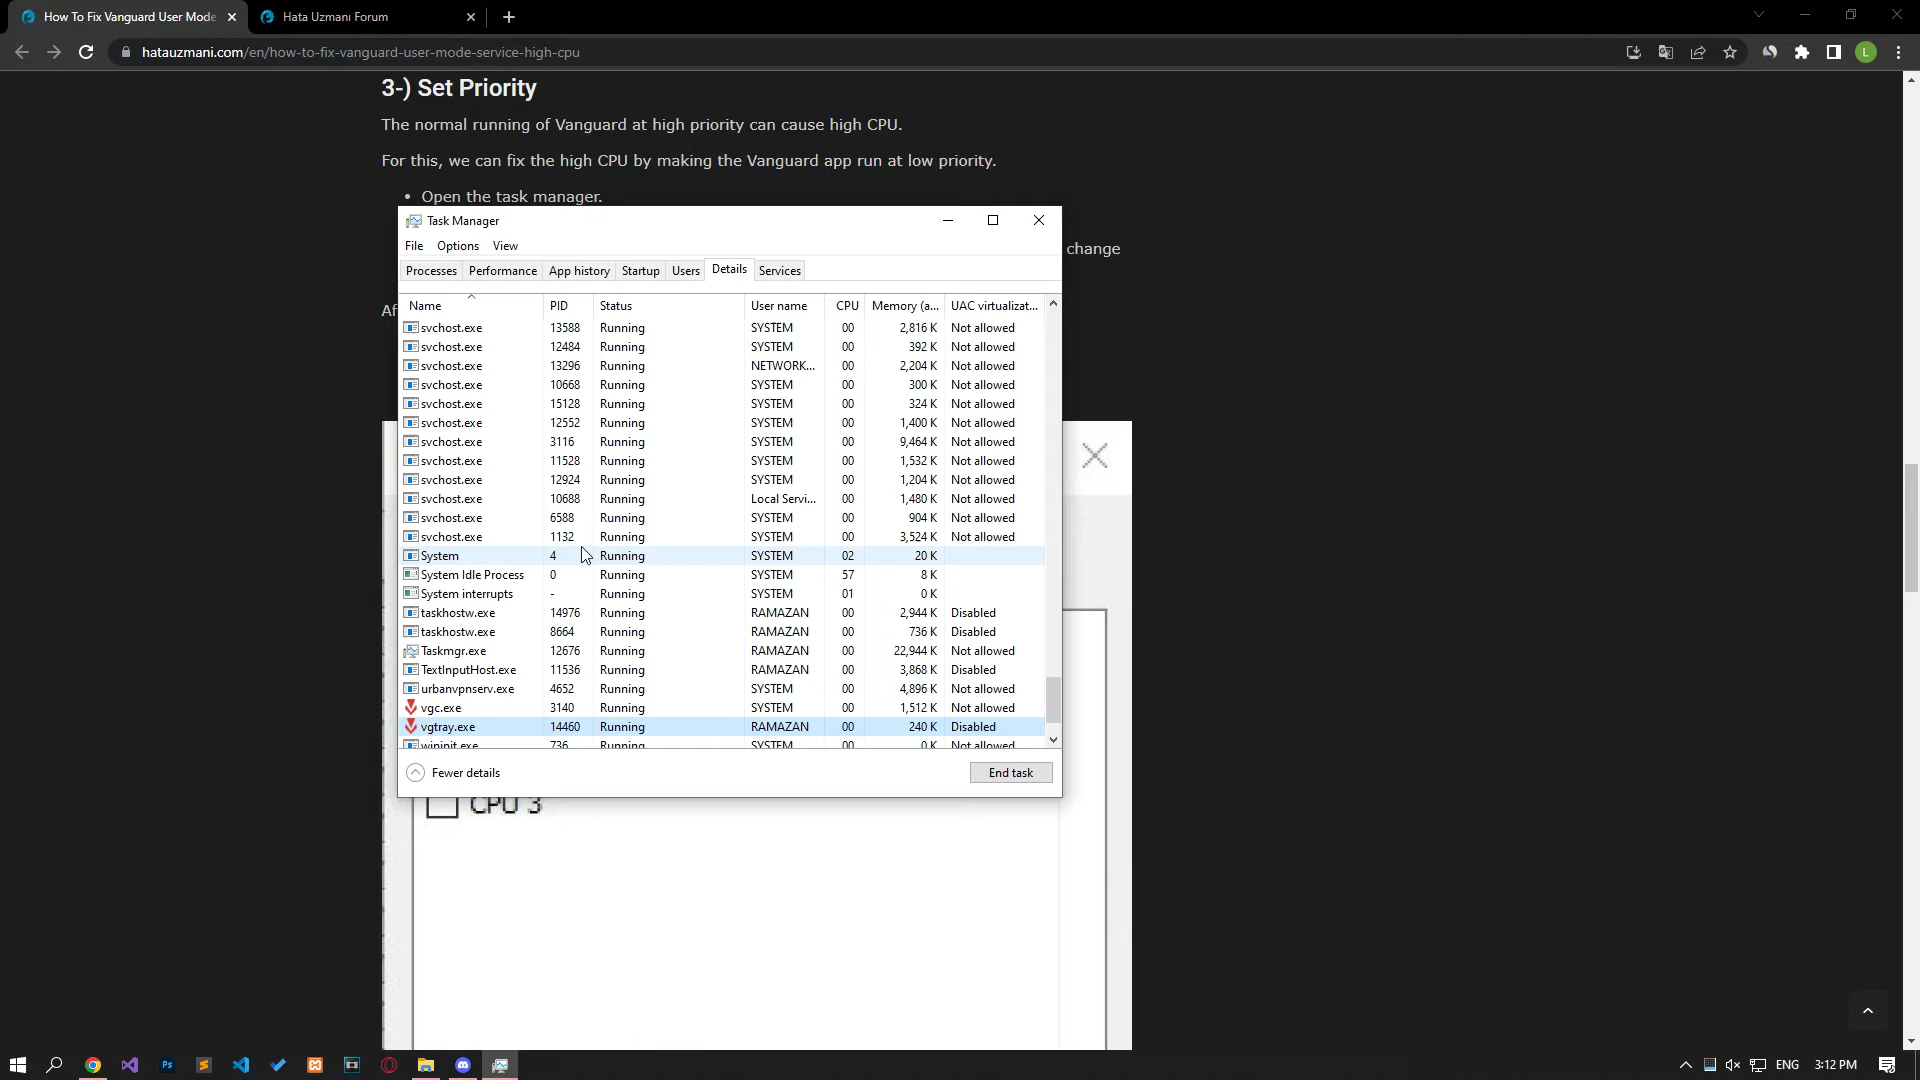 How To Fix Vanguard User Mode
Hata Uzmanı Forum
hatauzmani.com/en/how-to-fix-vanguard-user-mode-service-high-cpu
L
3-) Set Priority
The normal running of Vanguard at high priority can cause high CPU.
For this, we can fix the high CPU by making the Vanguard app run at low priority.
• Open the task manager.
change
Af
Task Manager
File Options View
Processes Performance App history Startup Users Details Services
Name PID Status User name CPU Memory (a... UAC virtualizat...
svchost.exe 13588 Running SYSTEM 00 2,816 K Not allowed
svchost.exe 12484 Running SYSTEM 00 392 K Not allowed
svchost.exe 13296 Running NETWORK... 00 2,204 K Not allowed
svchost.exe 10668 Running SYSTEM 00 300 K Not allowed
svchost.exe 15128 Running SYSTEM 00 324 K Not allowed
svchost.exe 12552 Running SYSTEM 00 1,400 K Not allowed
svchost.exe 3116 Running SYSTEM 00 9,464 K Not allowed
svchost.exe 11528 Running SYSTEM 00 1,532 K Not allowed
svchost.exe 12924 Running SYSTEM 00 1,204 K Not allowed
svchost.exe 10688 Running Local Servi... 00 1,480 K Not allowed
svchost.exe 6588 Running SYSTEM 00 904 K Not allowed
svchost.exe 1132 Running SYSTEM 00 3,524 K Not allowed
System 4 Running SYSTEM 02 20 K
System Idle Process 0 Running SYSTEM 57 8 K
System interrupts - Running SYSTEM 01 0 K
taskhostw.exe 14976 Running RAMAZAN 00 2,944 K Disabled
taskhostw.exe 8664 Running RAMAZAN 00 736 K Disabled
Taskmgr.exe 12676 Running RAMAZAN 00 22,944 K Not allowed
TextInputHost.exe 11536 Running RAMAZAN 00 3,868 K Disabled
urbanvpnserv.exe 4652 Running SYSTEM 00 4,896 K Not allowed
vgc.exe 3140 Running SYSTEM 00 1,512 K Not allowed
vgtray.exe 14460 Running RAMAZAN 00 240 K Disabled
wininit.exe 736 Running SYSTEM 00 0 K Not allowed
Fewer details End task
CPU 3
Ps
ENG 3:12 PM